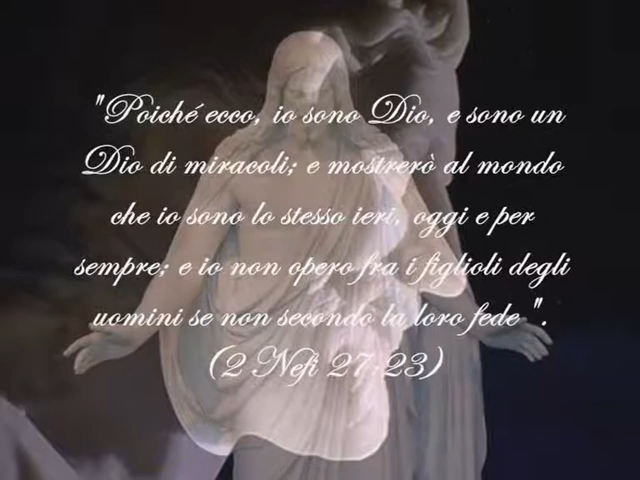 "Poiché ecco, io sono Dio, e sono un
Dio di miracoli; e mostrerò al mondo
che io sono lo stesso ieri, oggi e per
sempre; e io non opero fra i figlioli degli
uomini se non secondo la loro fede ".
(2 Nefi 27:23)